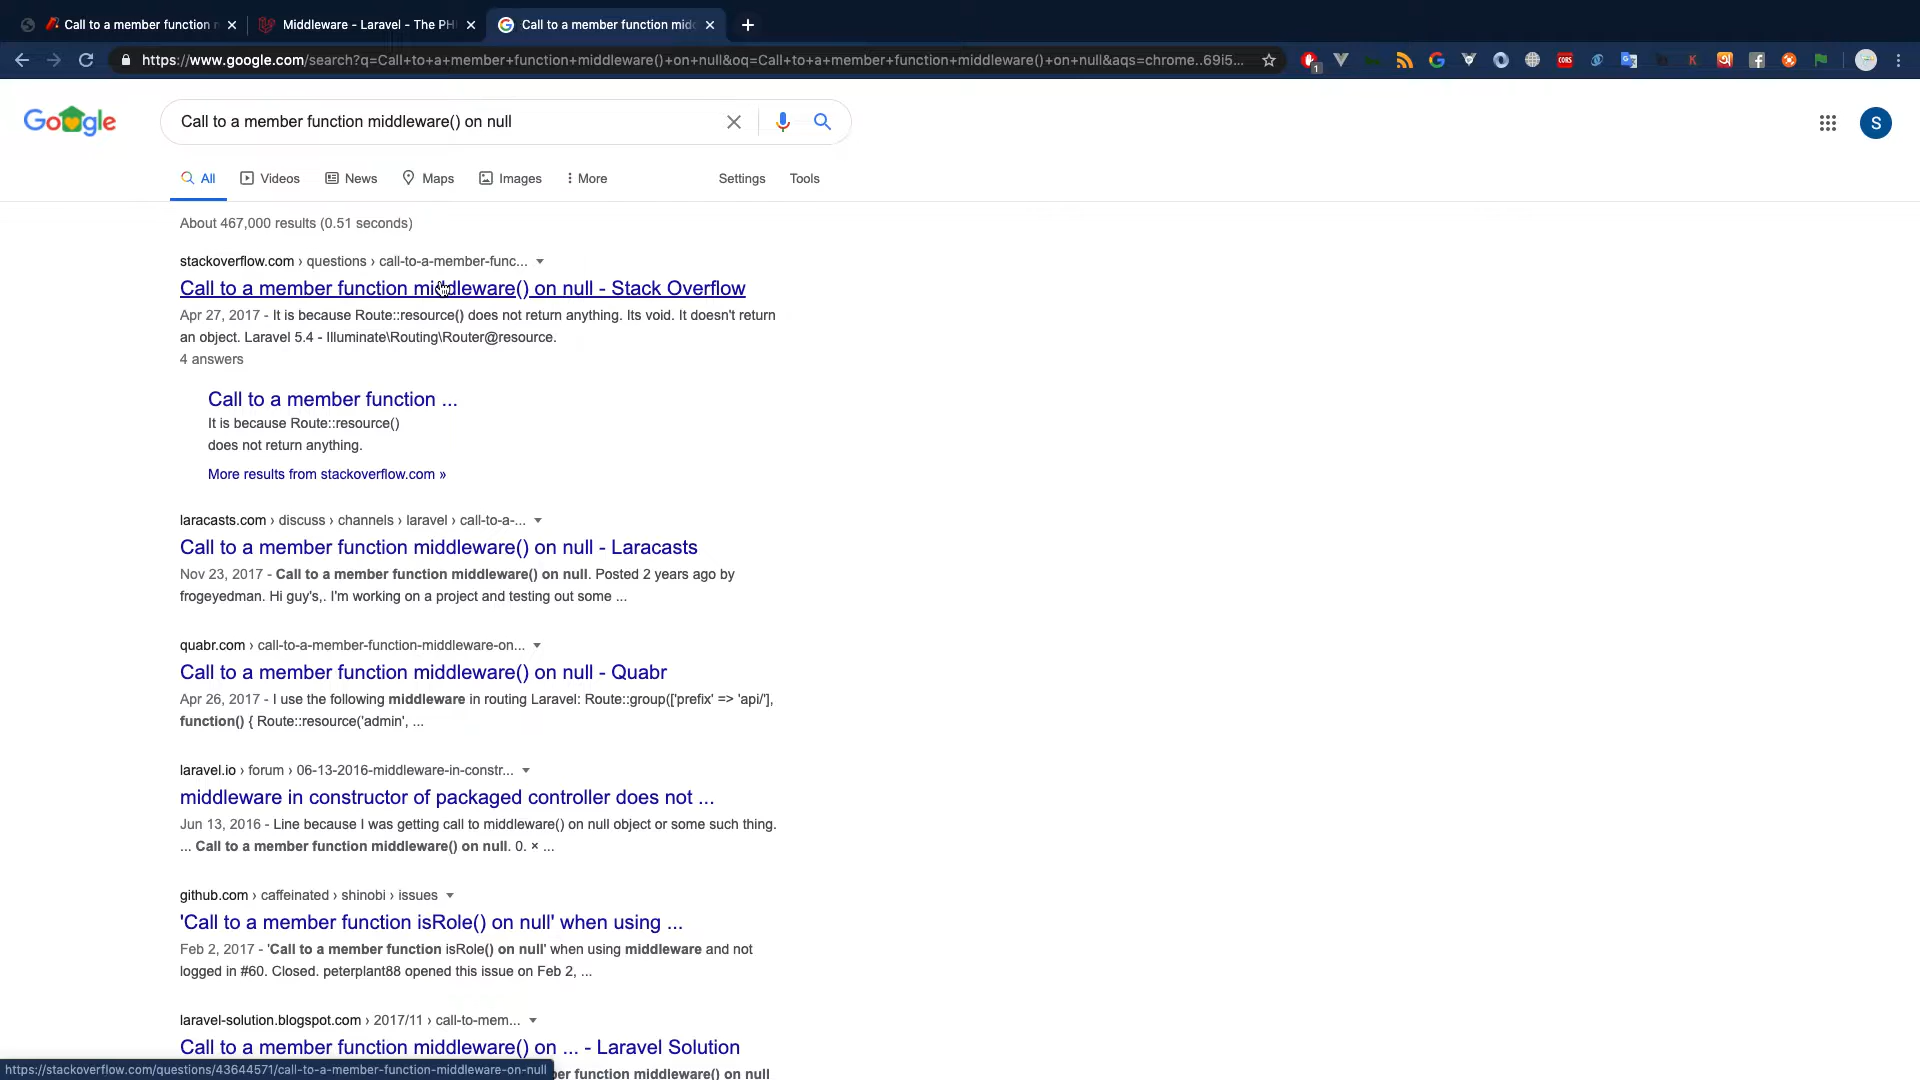 Call to a member function
Middleware - Laravel - The PH
Call to a member function mid
https://www.google.com/search?q=Call+to+a+member+function+middleware()+on+null&oq=Call+to+a+member+function+middleware()+on+null&aqs=chrome..69i5...
1
CORS
K
Google
Call to a member function middleware() on null
S
All
Videos
News
Maps
Images
More
Settings
Tools
About 467,000 results (0.51 seconds)
stackoverflow.com › questions › call-to-a-member-func...
Call to a member function middleware() on null - Stack Overflow
Apr 27, 2017 - It is because Route::resource() does not return anything. Its void. It doesn't return
an object. Laravel 5.4 - Illuminate\Routing\Router@resource.
4 answers
Call to a member function ...
It is because Route::resource()
does not return anything.
More results from stackoverflow.com »
laracasts.com › discuss › channels › laravel › call-to-a-...
Call to a member function middleware() on null - Laracasts
Nov 23, 2017 - Call to a member function middleware() on null. Posted 2 years ago by
frogeyedman. Hi guy's,. I'm working on a project and testing out some ...
quabr.com › call-to-a-member-function-middleware-on...
Call to a member function middleware() on null - Quabr
Apr 26, 2017 - I use the following middleware in routing Laravel: Route::group(['prefix' => 'api/'],
function() { Route::resource('admin', ...
laravel.io › forum › 06-13-2016-middleware-in-constr...
middleware in constructor of packaged controller does not ...
Jun 13, 2016 - Line because I was getting call to middleware() on null object or some such thing.
... Call to a member function middleware() on null. 0. × ...
github.com › caffeinated › shinobi › issues
'Call to a member function isRole() on null' when using ...
Feb 2, 2017 - 'Call to a member function isRole() on null' when using middleware and not
logged in #60. Closed. peterplant88 opened this issue on Feb 2, ...
laravel-solution.blogspot.com › 2017/11 › call-to-mem...
Call to a member function middleware() on ... - Laravel Solution
https://stackoverflow.com/questions/43644571/call-to-a-member-function-middleware-on-null
ber function middleware() on null